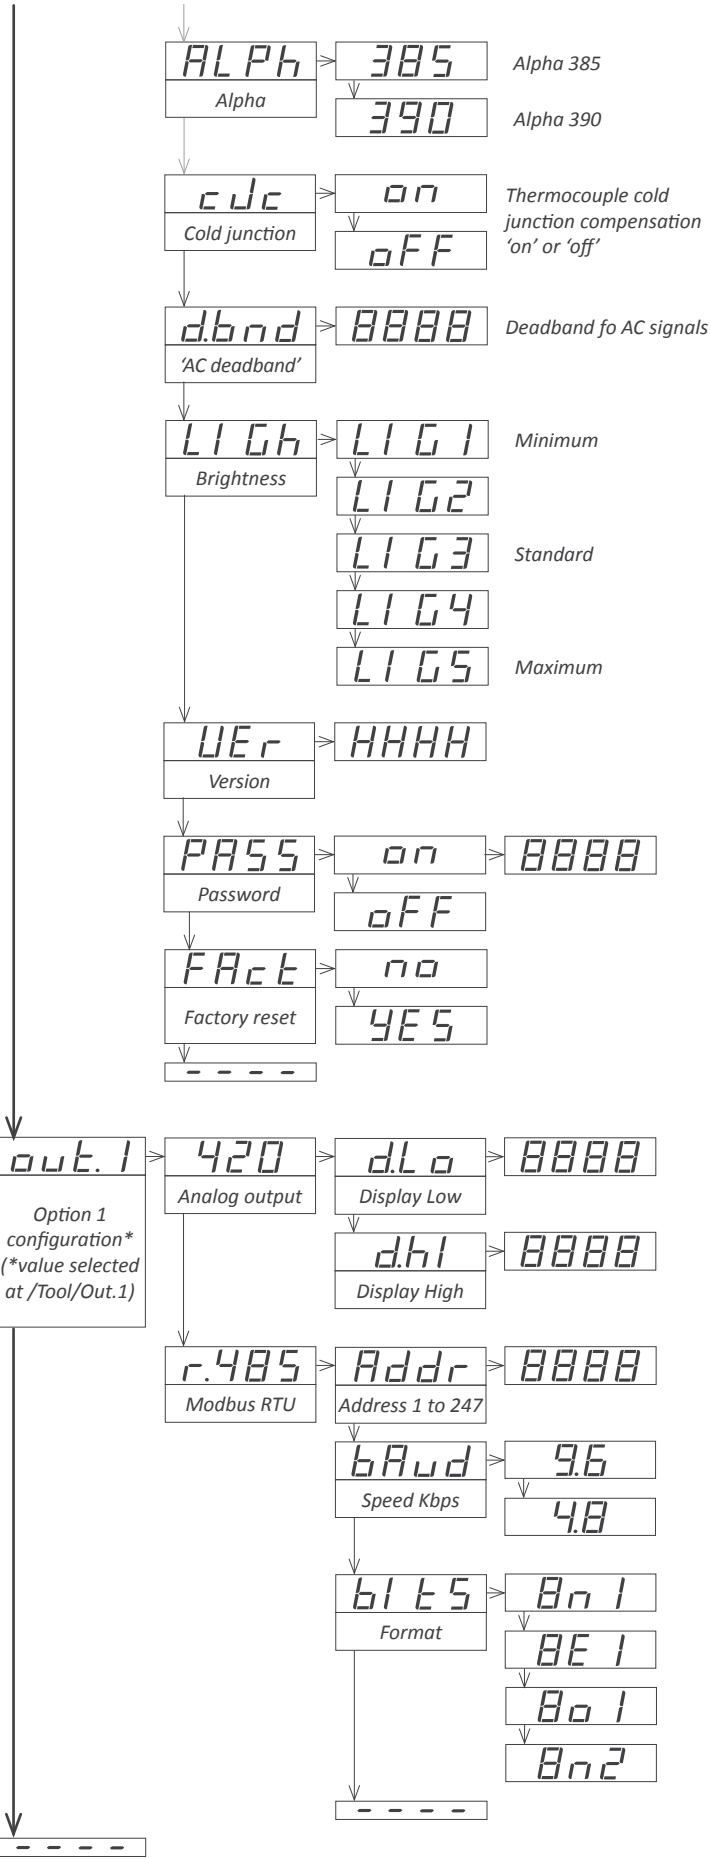 ALPh 385 Alpha 385
Alpha
390 Alpha 390
cJc on Thermocouple cold
junction compensation
‘on’ or ‘off’
Cold junction
oFF
d.bnd 8888 Deadband fo AC signals
‘AC deadband’
LIGh LIG1 Minimum
Brightness
LIG2
LIG3 Standard
LIG4
LIG5 Maximum
VEr HHHH
Version
PASS on 8888
Password
oFF
FAct no
Factory reset
YES
----
out.1 420 d.Lo 8888
Option 1
configuration*
(*value selected
at /Tool/Out.1)
Analog output
Display Low
d.hI 8888
Display High
r.485 Addr 8888
Modbus RTU
Address 1 to 247
bAud 9.6
Speed Kbps
4.8
bItS 8n1
Format
8E1
8o1
8n2
----
----